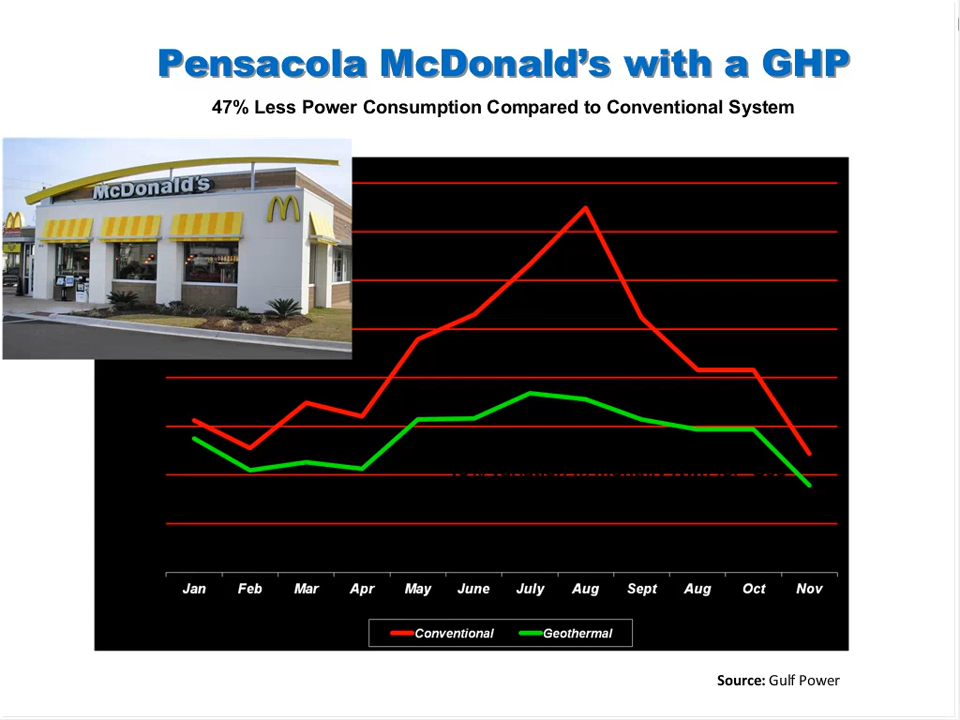 Pensacola McDonald’s with a GHP
47% Less Power Consumption Compared to Conventional System
McDonald's
Jan Feb Mar Apr May June July Aug Sept Aug Oct Nov
Conventional Geothermal
Source: Gulf Power